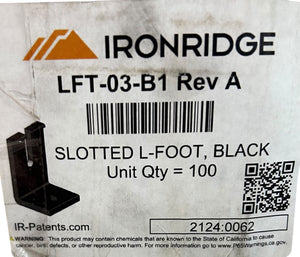 IRONRIDGE
LFT-03-B1 Rev A
SLOTTED L-FOOT, BLACK
Unit Qty = 100
IR-Patents.com
2124:0062
WARNING: This product may contain chemicals that are known to the State of California to cause
cancer, birth defects, or other reproductive harm. For more info, go to www.P65Warnings.ca.gov.